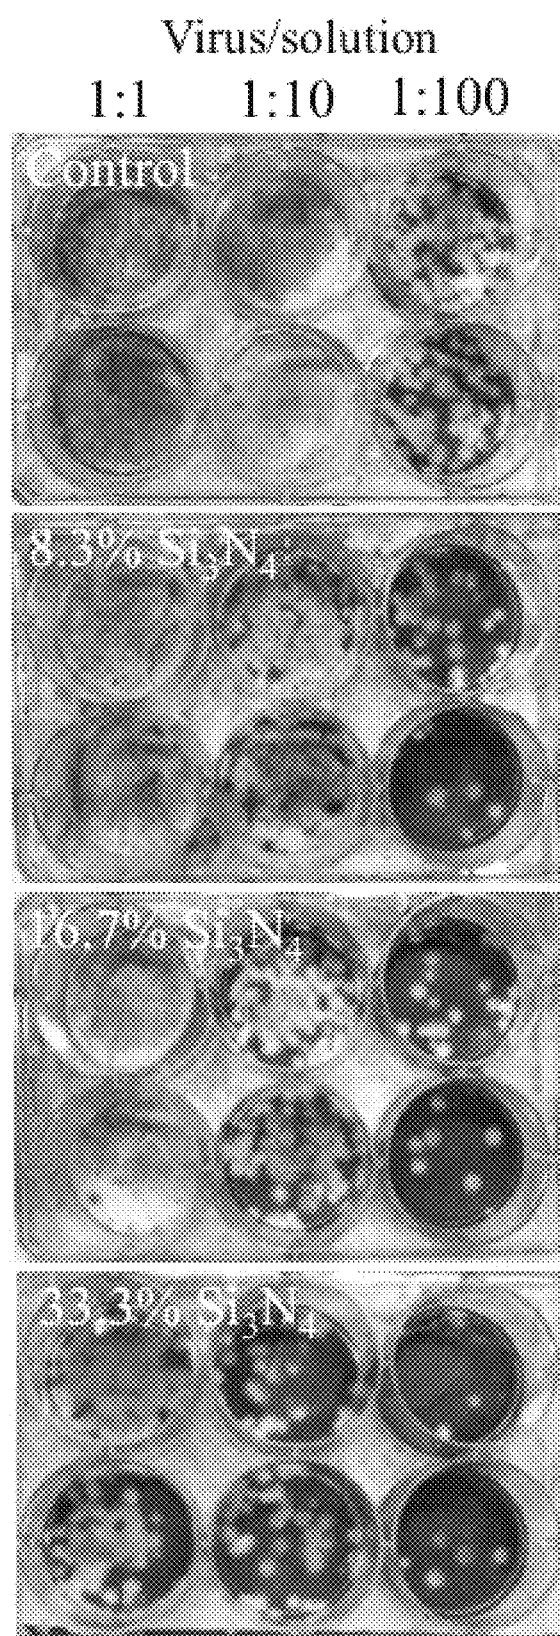 Virus/solution
1:1 1:10 1:100
Control
8.3% Si₃N₄
16.7% Si₃N₄
33.3% Si₃N₄